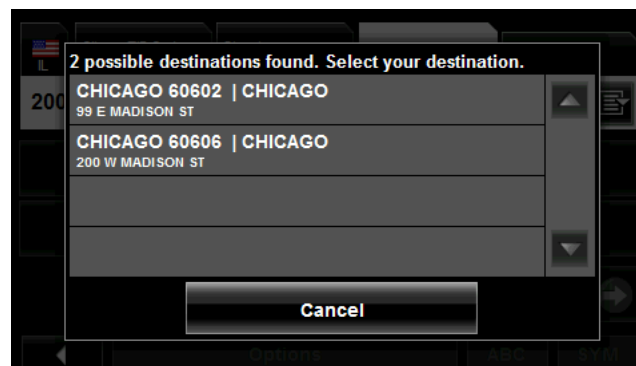 2 possible destinations found. Select your destination.
IL
200
CHICAGO 60602 | CHICAGO
99 E MADISON ST
CHICAGO 60606 | CHICAGO
200 W MADISON ST
Cancel
Options
ABC
SYM